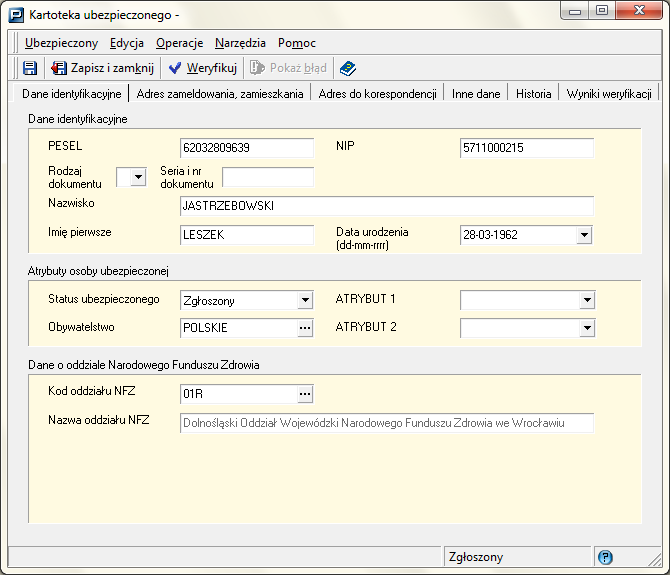 Kartoteka ubezpieczonego -
Ubezpieczony Edycja Operacje Narzędzia Pomoc
Zapisz i zamknij Weryfikuj Pokaż błąd
Dane identyfikacyjne Adres zameldowania, zamieszkania Adres do korespondencji Inne dane Historia Wyniki weryfikacji
Dane identyfikacyjne
PESEL 62032809639 NIP 5711000215
Rodzaj dokumentu Seria i nr dokumentu
Nazwisko JASTRZEBOWSKI
Imię pierwsze LESZEK Data urodzenia (dd-mm-rrrr) 28-03-1962
Atrybuty osoby ubezpieczonej
Status ubezpieczonego Zgłoszony ATRYBUT 1
Obywatelstwo POLSKIE ... ATRYBUT 2
Dane o oddziale Narodowego Funduszu Zdrowia
Kod oddziału NFZ 01R ...
Nazwa oddziału NFZ Dolnośląski Oddział Wojewódzki Narodowego Funduszu Zdrowia we Wrocławiu
Zgłoszony ?